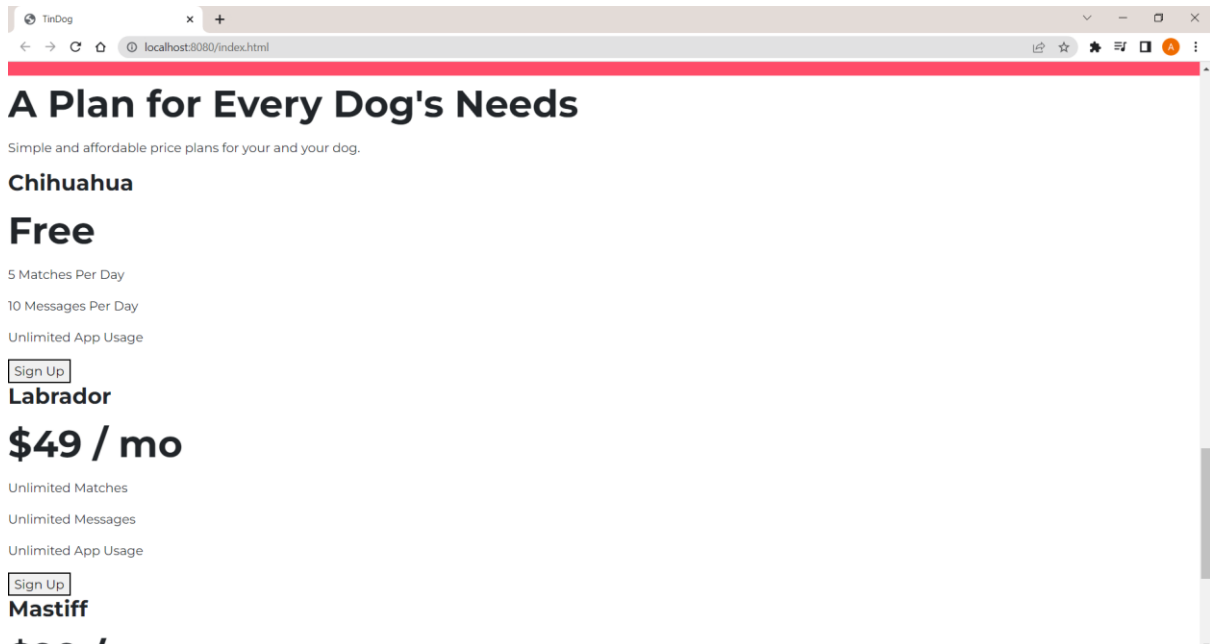 TinDog
localhost:8080/index.html
A
A Plan for Every Dog's Needs
Simple and affordable price plans for your and your dog.
Chihuahua
Free
5 Matches Per Day
10 Messages Per Day
Unlimited App Usage
Sign Up
Labrador
$49 / mo
Unlimited Matches
Unlimited Messages
Unlimited App Usage
Sign Up
Mastiff